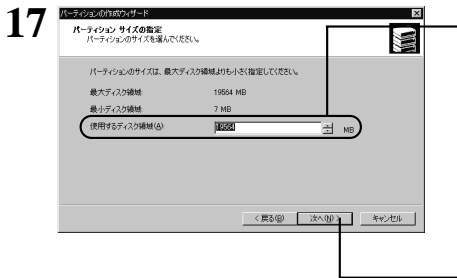 17
パーティションの作成ウィザード
パーティション サイズの指定
パーティションのサイズを選んでください。
パーティションのサイズは、最大ディスク領域よりも小さく指定してください。
最大ディスク領域: 19564 MB
最小ディスク領域: 7 MB
使用するディスク領域(A) 19564 MB
< 戻る(B) 次へ(N) > キャンセル